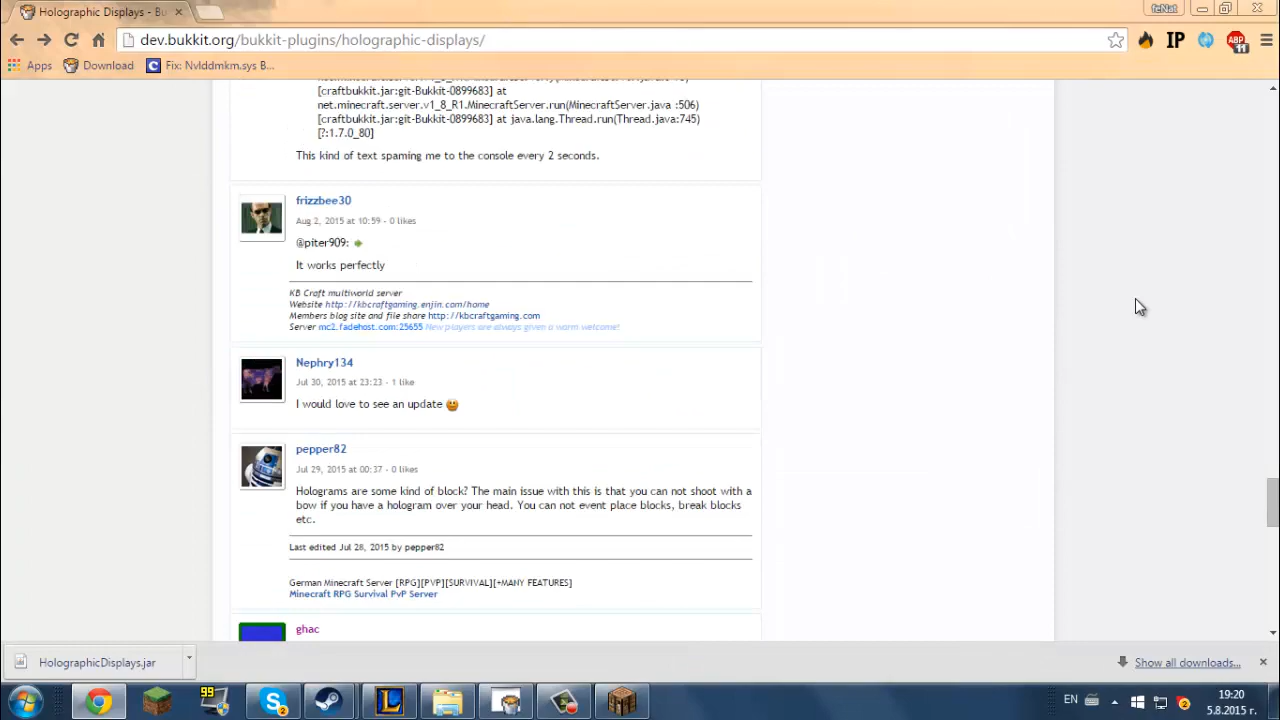 Holographic Displays - Bu
feNat
dev.bukkit.org/bukkit-plugins/holographic-displays/
IP
ABP
11
Apps
Download
Fix: Nvlddmkm.sys B...
[craftbukkit.jar:git-Bukkit-0899683] at
net.minecraft.server.v1_8_R1.MinecraftServer.run(MinecraftServer.java :506)
[craftbukkit.jar:git-Bukkit-0899683] at java.lang.Thread.run(Thread.java:745)
[?:1.7.0_80]
This kind of text spaming me to the console every 2 seconds.
frizzbee30
Aug 2, 2015 at 10:59 - 0 likes
@piter909:
It works perfectly
KB Craft multiworld server
Website http://kbcraftgaming.enjin.com/home
Members blog site and file share http://kbcraftgaming.com
Server mc2.fadehost.com:25655 New players are always given a warm welcome!
Nephry134
Jul 30, 2015 at 23:23 - 1 like
I would love to see an update
pepper82
Jul 29, 2015 at 00:37 - 0 likes
Holograms are some kind of block? The main issue with this is that you can not shoot with a
bow if you have a hologram over your head. You can not event place blocks, break blocks
etc.
Last edited Jul 28, 2015 by pepper82
German Minecraft Server [RPG][PVP][SURVIVAL][+MANY FEATURES]
Minecraft RPG Survival PvP Server
ghac
HolographicDisplays.jar
Show all downloads...
99
2
EN
2
19:20
5.8.2015 г.